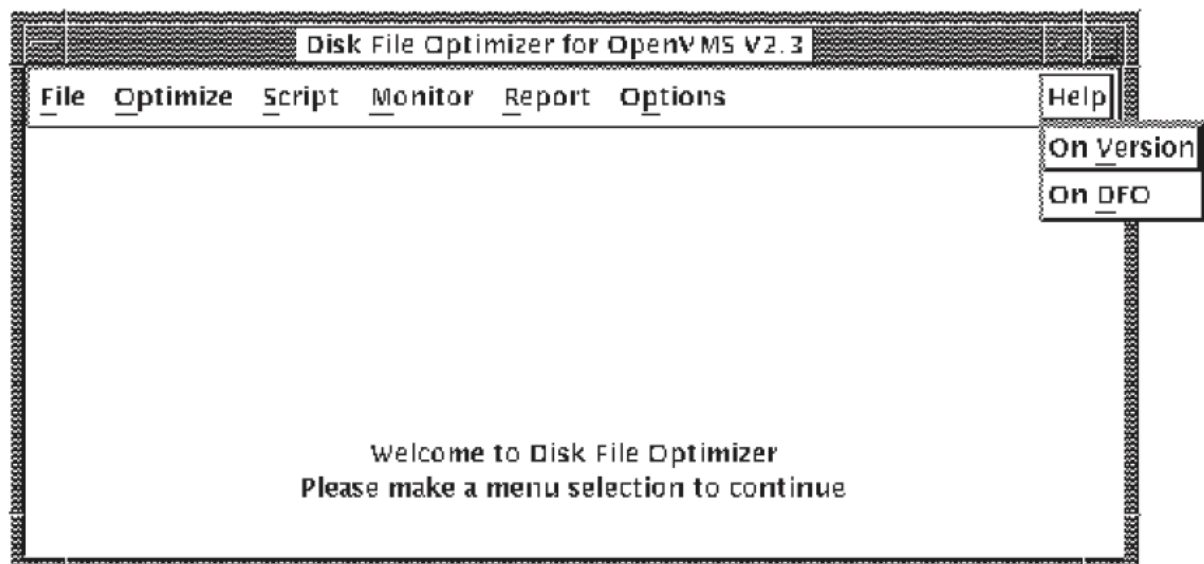 Disk File Optimizer for OpenVMS V2.3
File Optimize Script Monitor Report Options Help
On Version
On DFO
Welcome to Disk File Optimizer
Please make a menu selection to continue